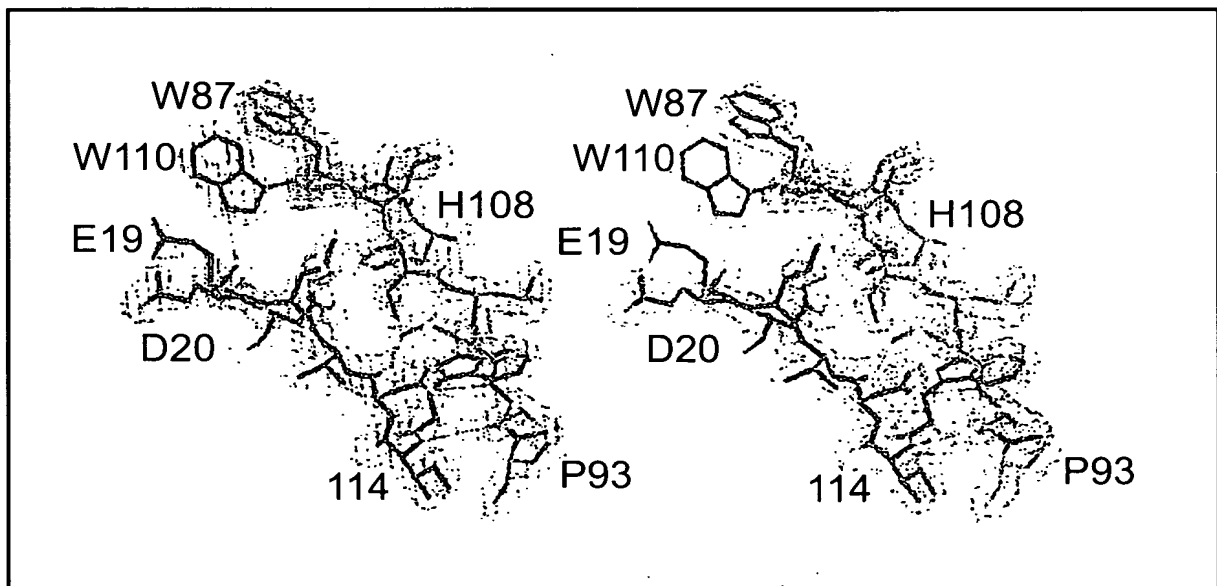 W87 W87
W110 W110
H108 H108
E19 E19
D20 D20
114 P93 114 P93